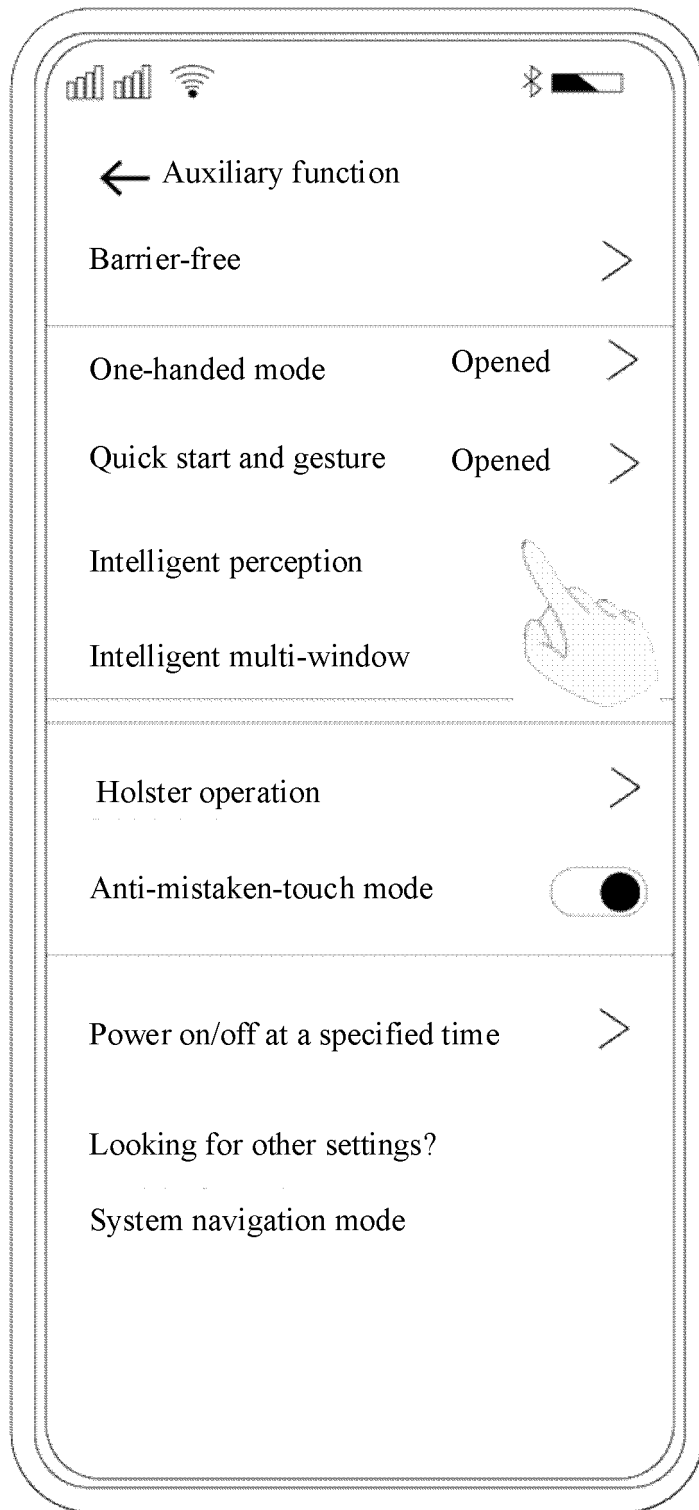 Auxiliary function
Barrier-free
One-handed mode Opened
Quick start and gesture Opened
Intelligent perception
Intelligent multi-window
Holster operation
Anti-mistaken-touch mode
Power on/off at a specified time
Looking for other settings?
System navigation mode